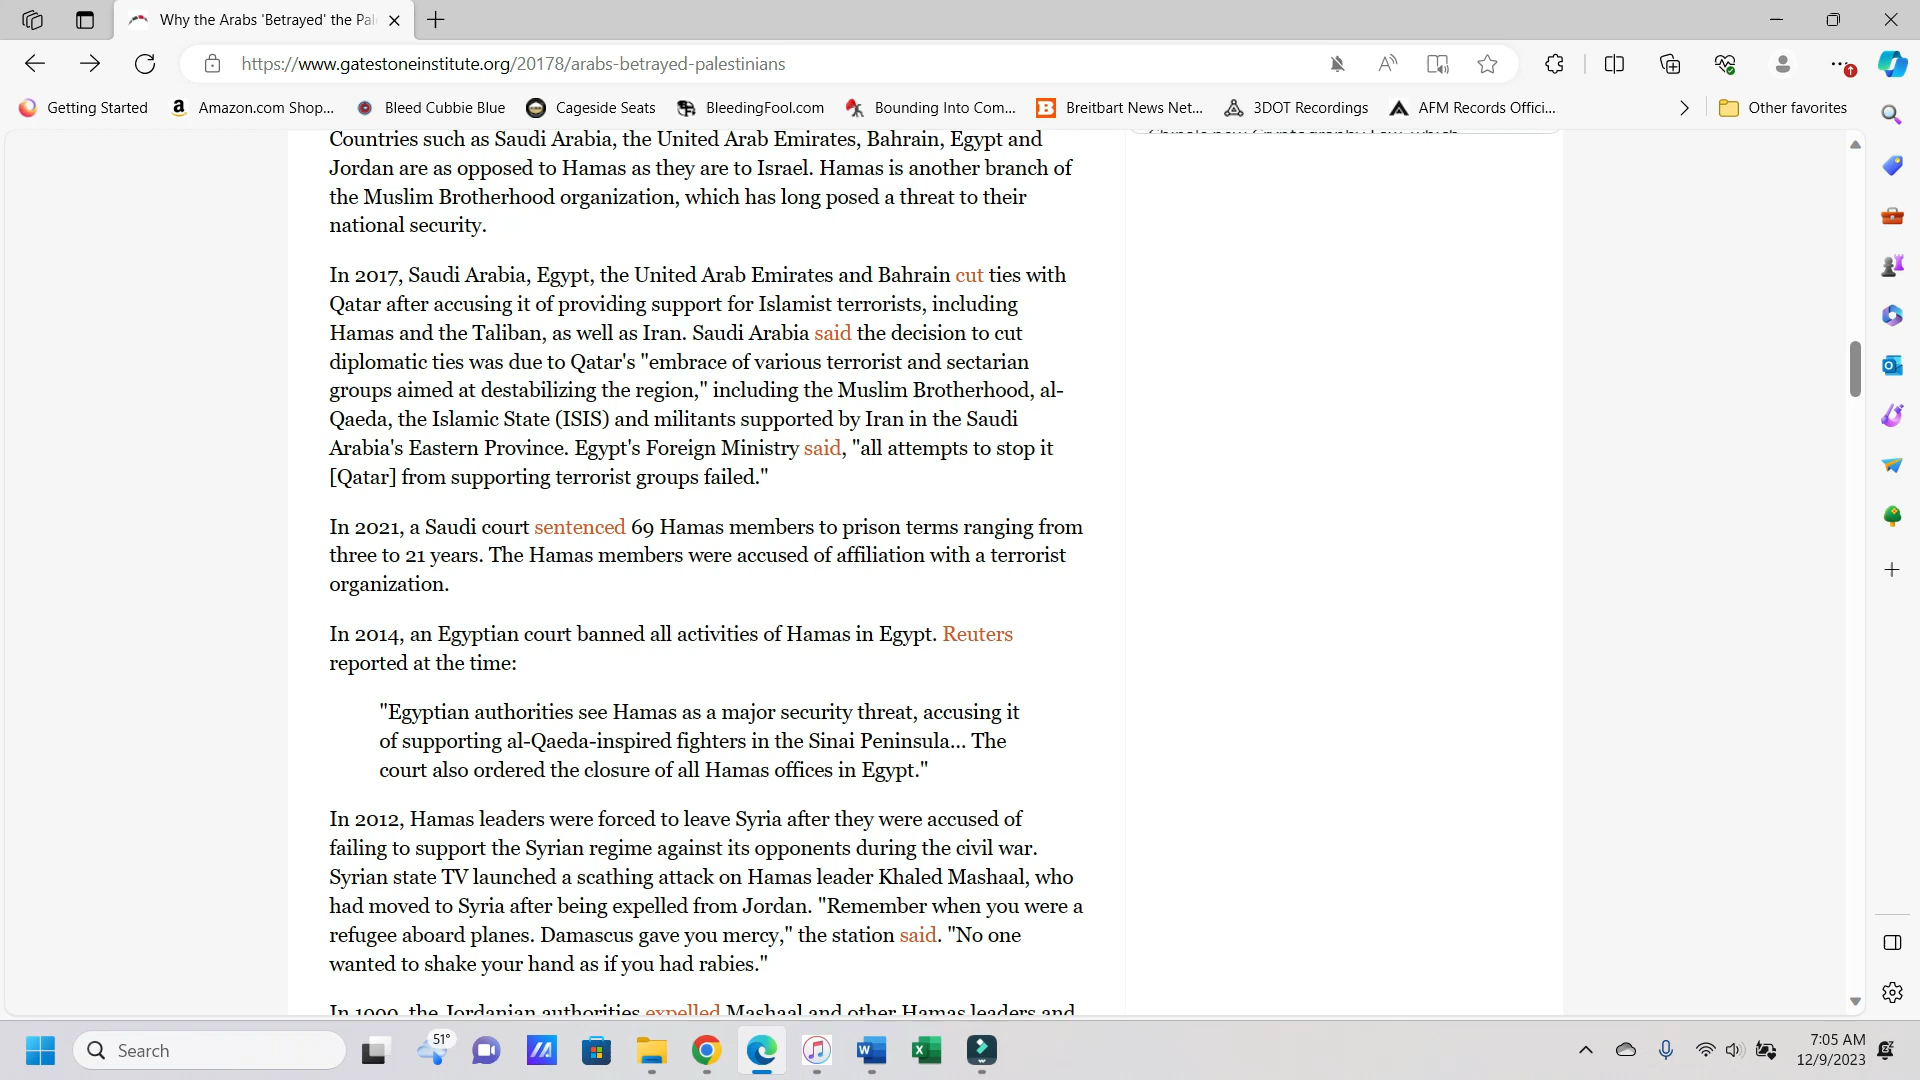 Why the Arabs 'Betrayed' the Pal
https://www.gatestoneinstitute.org/20178/arabs-betrayed-palestinians
Getting Started
Amazon.com Shop...
Bleed Cubbie Blue
Cageside Seats
BleedingFool.com
Bounding Into Com...
Breitbart News Net...
3DOT Recordings
AFM Records Offici...
Other favorites
Countries such as Saudi Arabia, the United Arab Emirates, Bahrain, Egypt and
Jordan are as opposed to Hamas as they are to Israel. Hamas is another branch of
the Muslim Brotherhood organization, which has long posed a threat to their
national security.
In 2017, Saudi Arabia, Egypt, the United Arab Emirates and Bahrain cut ties with
Qatar after accusing it of providing support for Islamist terrorists, including
Hamas and the Taliban, as well as Iran. Saudi Arabia said the decision to cut
diplomatic ties was due to Qatar's "embrace of various terrorist and sectarian
groups aimed at destabilizing the region," including the Muslim Brotherhood, al-
Qaeda, the Islamic State (ISIS) and militants supported by Iran in the Saudi
Arabia's Eastern Province. Egypt's Foreign Ministry said, "all attempts to stop it
[Qatar] from supporting terrorist groups failed."
In 2021, a Saudi court sentenced 69 Hamas members to prison terms ranging from
three to 21 years. The Hamas members were accused of affiliation with a terrorist
organization.
In 2014, an Egyptian court banned all activities of Hamas in Egypt. Reuters
reported at the time:
"Egyptian authorities see Hamas as a major security threat, accusing it
of supporting al-Qaeda-inspired fighters in the Sinai Peninsula... The
court also ordered the closure of all Hamas offices in Egypt."
In 2012, Hamas leaders were forced to leave Syria after they were accused of
failing to support the Syrian regime against its opponents during the civil war.
Syrian state TV launched a scathing attack on Hamas leader Khaled Mashaal, who
had moved to Syria after being expelled from Jordan. "Remember when you were a
refugee aboard planes. Damascus gave you mercy," the station said. "No one
wanted to shake your hand as if you had rabies."
In 1999, the Jordanian authorities expelled Mashaal and other Hamas leaders and
Search
51°
7:05 AM
12/9/2023